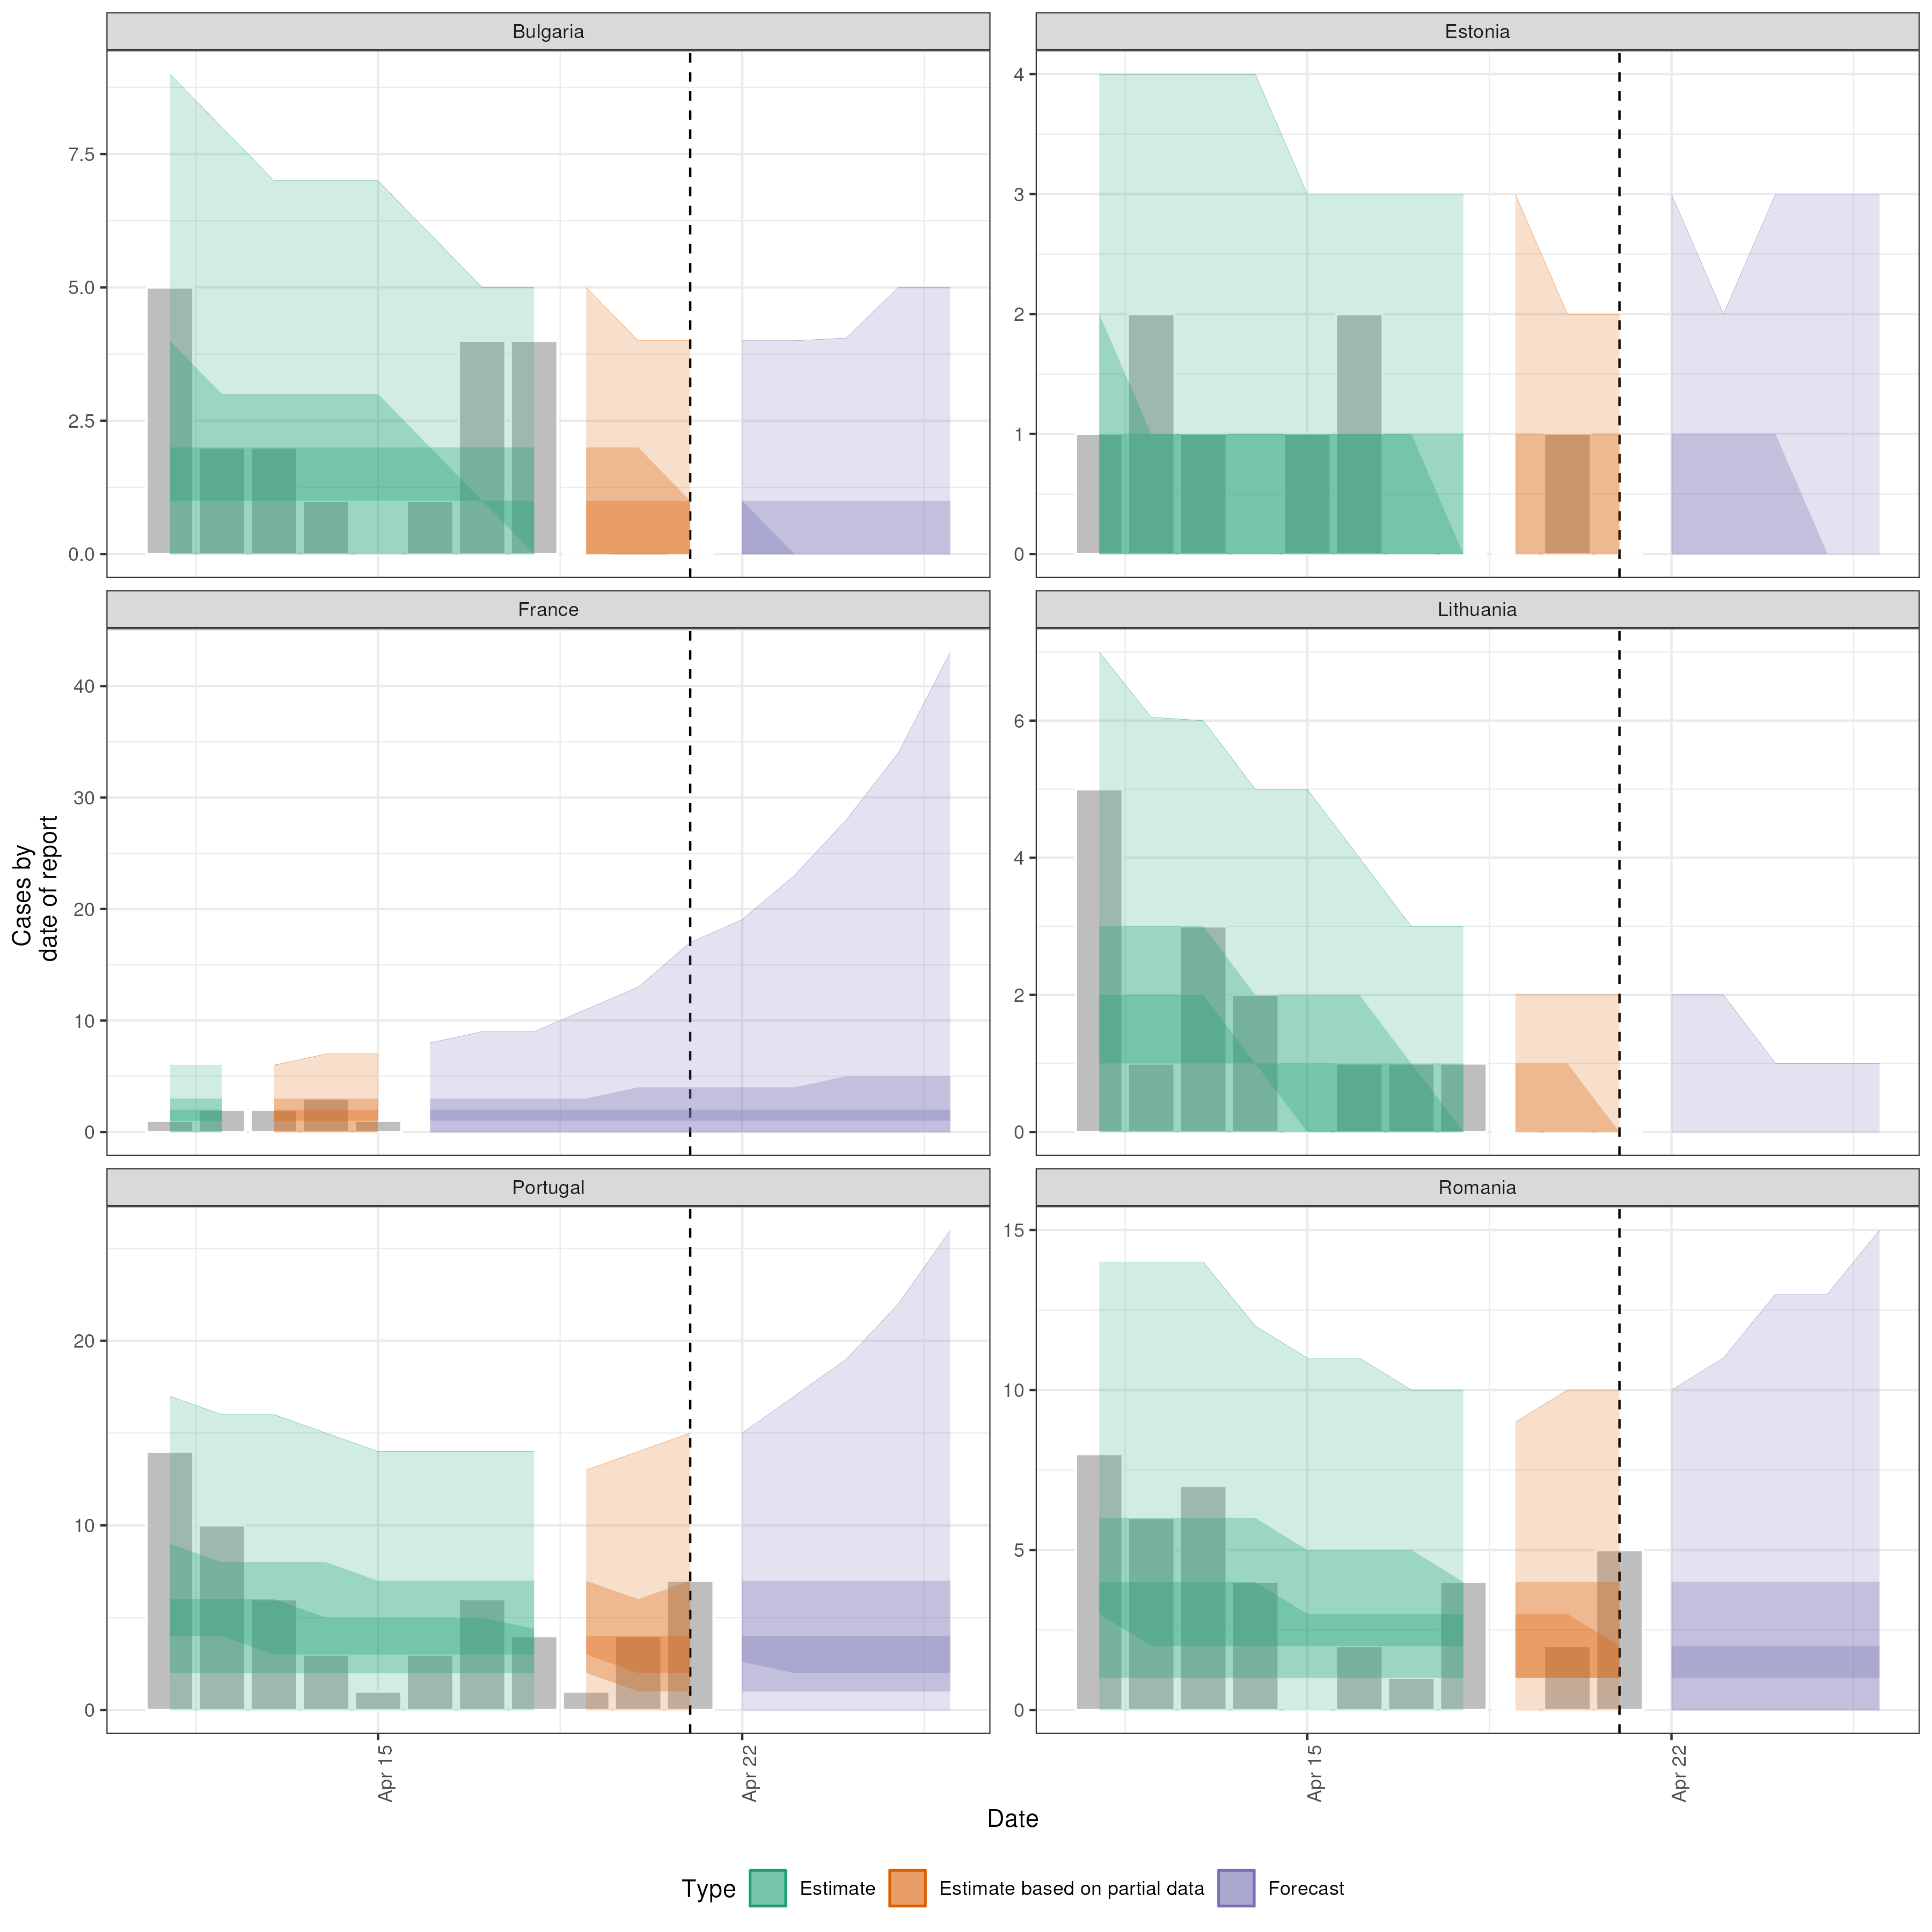 Bulgaria
Estonia
7.5
5.0
2.5
0.0
4
3
2
1
0
France
Lithuania
40
30
20
10
0
6
4
2
0
Cases by
date of report
Portugal
Romania
20
10
0
15
10
5
0
Apr 15
Apr 22
Apr 15
Apr 22
Date
Type
Estimate
Estimate based on partial data
Forecast